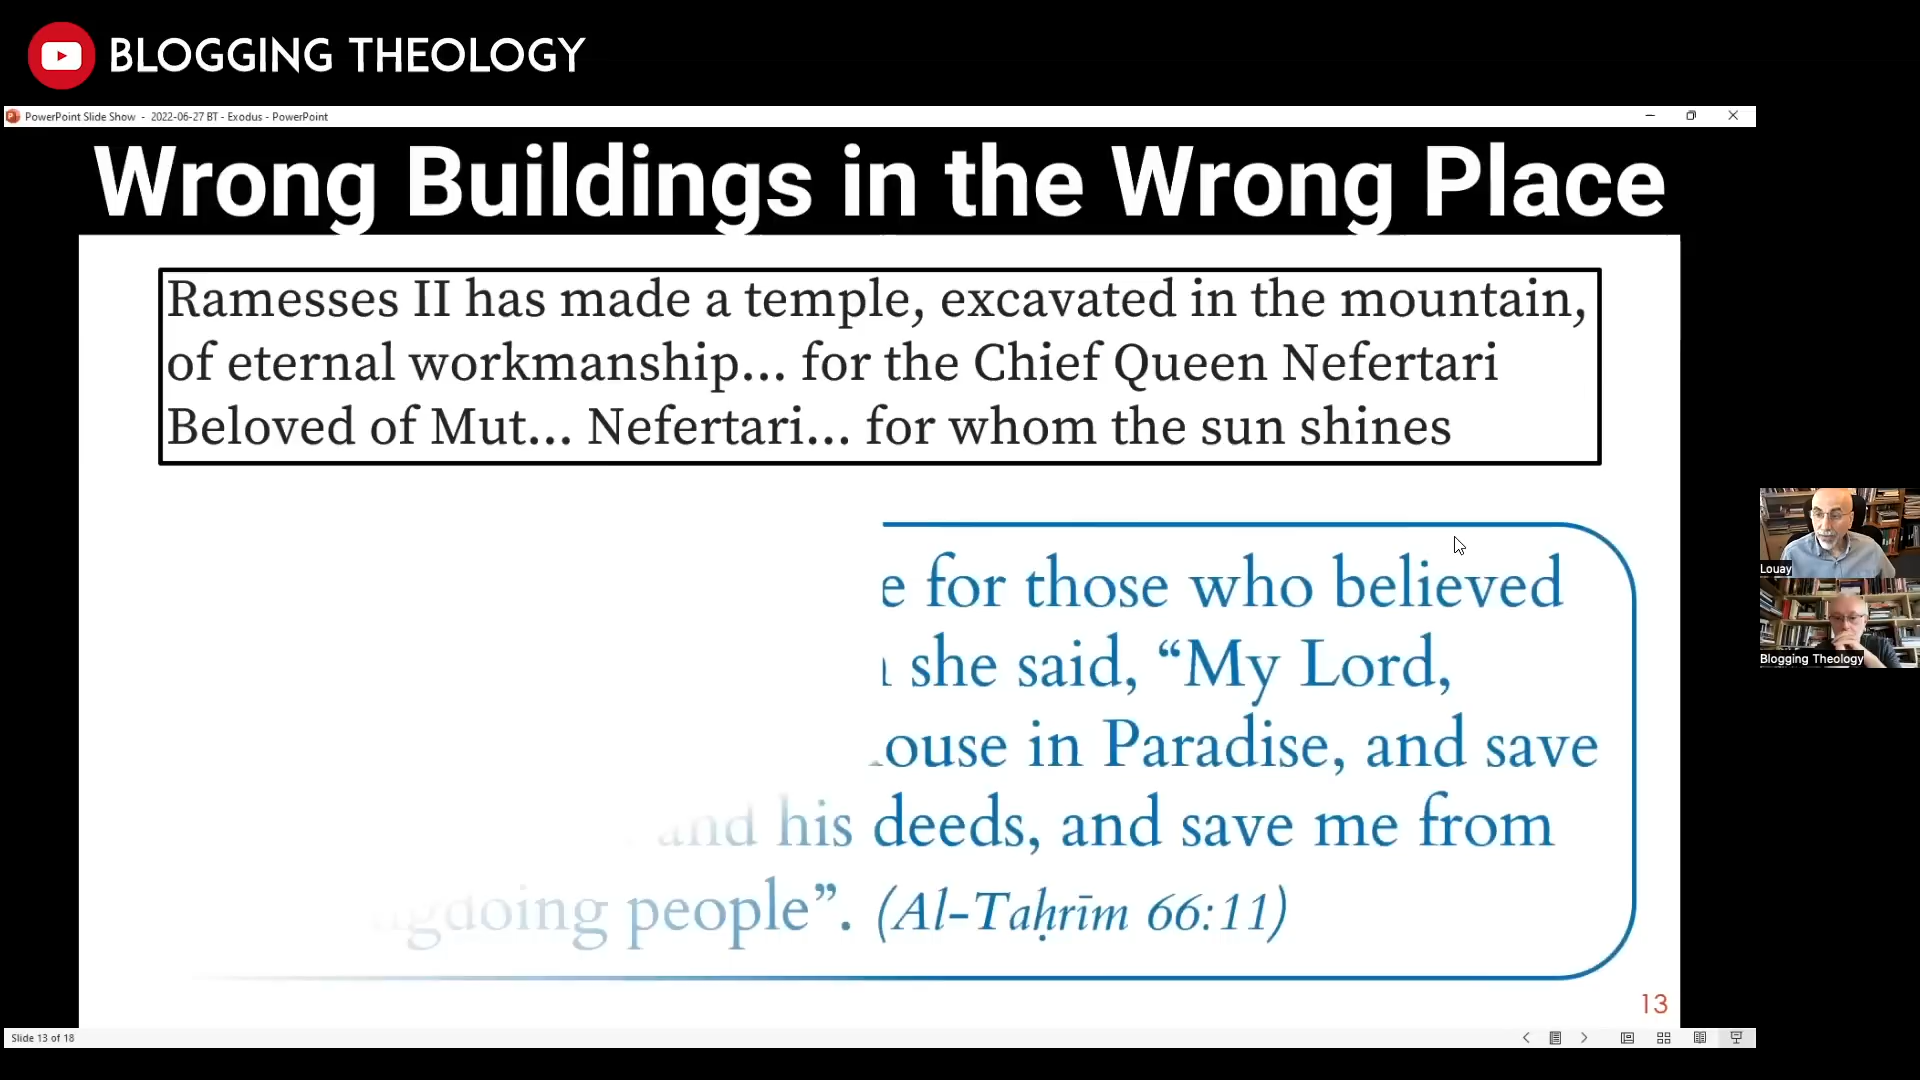 BLOGGING THEOLOGY
PowerPoint Slide Show - 2022-06-27 BT - Exodus - PowerPoint
Wrong Buildings in the Wrong Place
Ramesses II has made a temple, excavated in the mountain,
of eternal workmanship... for the Chief Queen Nefertari
Beloved of Mut... Nefertari... for whom the sun shines
for those who believed
she said, “My Lord,
in Paradise, and save
and his deeds, and save me from
people”. (Al-Taḥrīm 66:11)
13
Louay
Blogging Theology
Slide 13 of 18